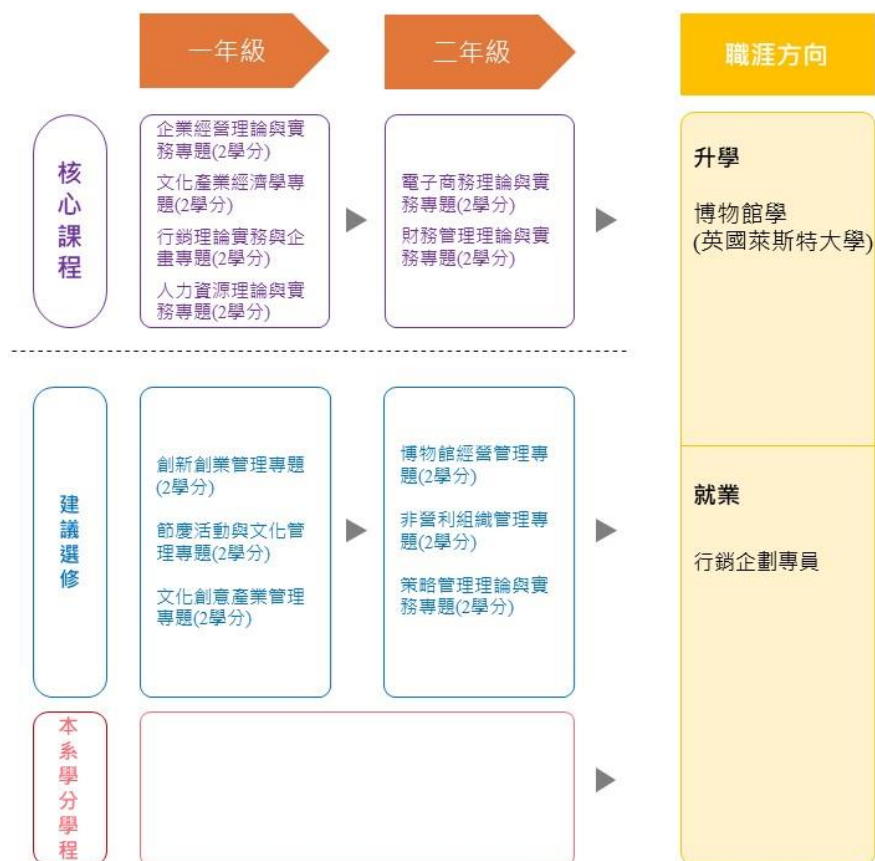 一年級
二年級
職涯方向
核心課程
企業經營理論與實
務專題(2學分)
文化產業經濟學專
題(2學分)
行銷理論實務與企
畫專題(2學分)
人力資源理論與實
務專題(2學分)
電子商務理論與實
務專題(2學分)
財務管理理論與實
務專題(2學分)
升學
博物館學
(英國萊斯特大學)
建議選修
創新創業管理專題
(2學分)
節慶活動與文化管
理專題(2學分)
文化創意產業管理
專題(2學分)
博物館經營管理專
題(2學分)
非營利組織管理專
題(2學分)
策略管理理論與實
務專題(2學分)
就業
行銷企劃專員
本系學分學程